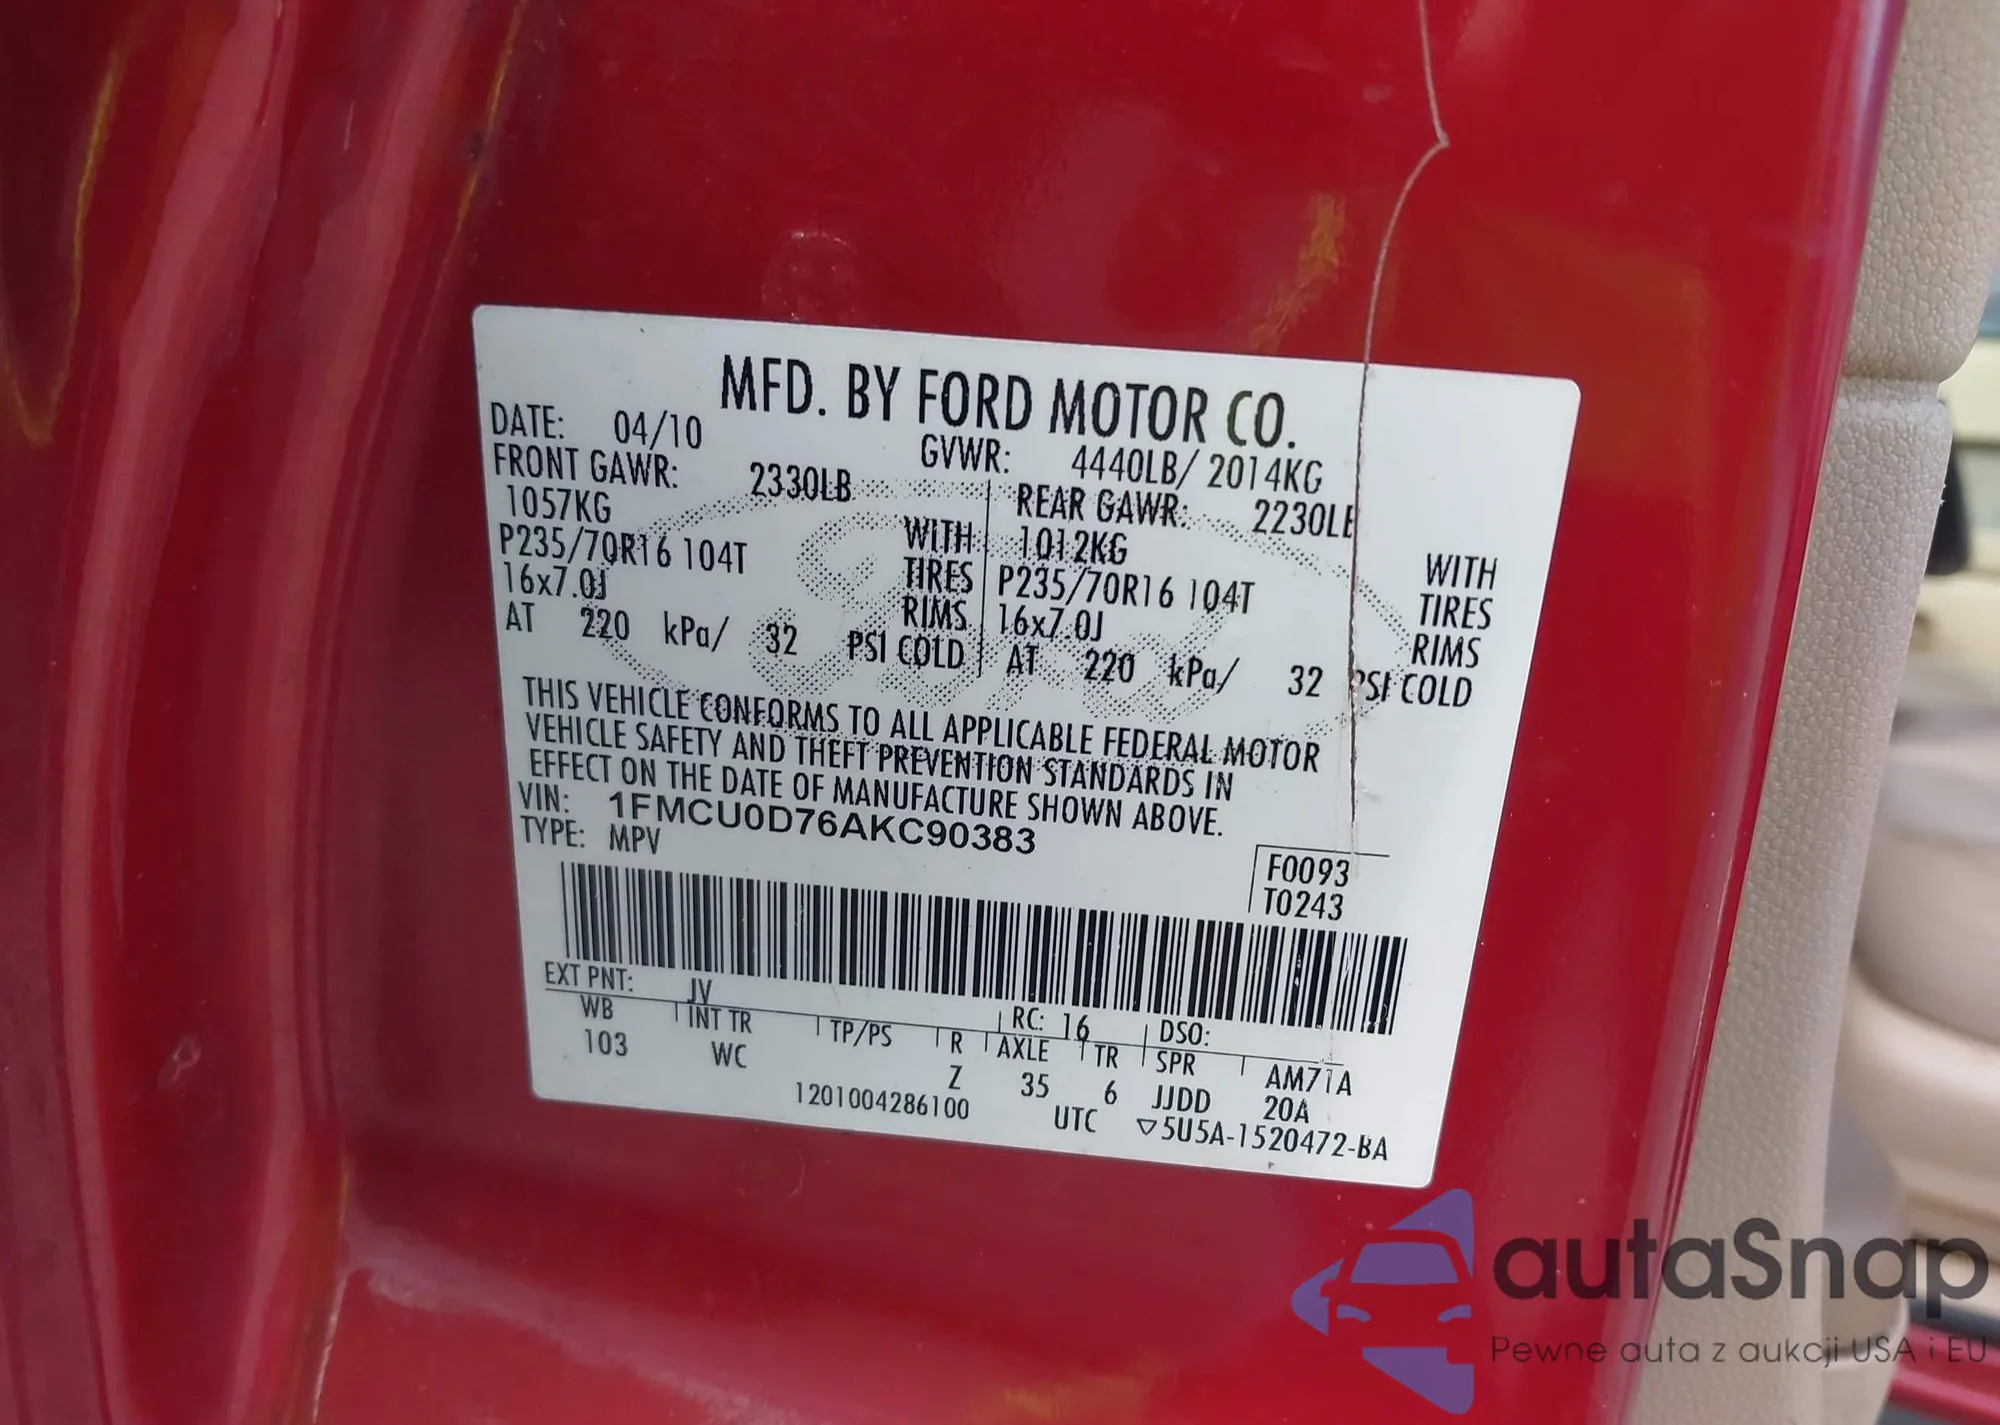 MFD. BY FORD MOTOR CO.
DATE: 04/10 GVWR: 4440LB/ 2014KG
FRONT GAWR: 2330LB REAR GAWR: 2230LB
1057KG WITH 1012KG WITH
P235/70R16 104T TIRES P235/70R16 104T TIRES
16x7.0J RIMS 16x7.0J RIMS
AT 220 kPa/ 32 PSI COLD AT 220 kPa/ 32 PSI COLD
THIS VEHICLE CONFORMS TO ALL APPLICABLE FEDERAL MOTOR
VEHICLE SAFETY AND THEFT PREVENTION STANDARDS IN
EFFECT ON THE DATE OF MANUFACTURE SHOWN ABOVE.
VIN: 1FMCU0D76AKC90383
TYPE: MPV
F0093
T0243
EXT PNT: JV RC: 16 DSO:
WB INT TR TP/PS R AXLE TR SPR AM71A
103 WC Z 35 6 JJDD 20A
1201004286100 UTC ▽5U5A-1520472-BA
autaSnap
Pewne auta z aukcji USA i EU